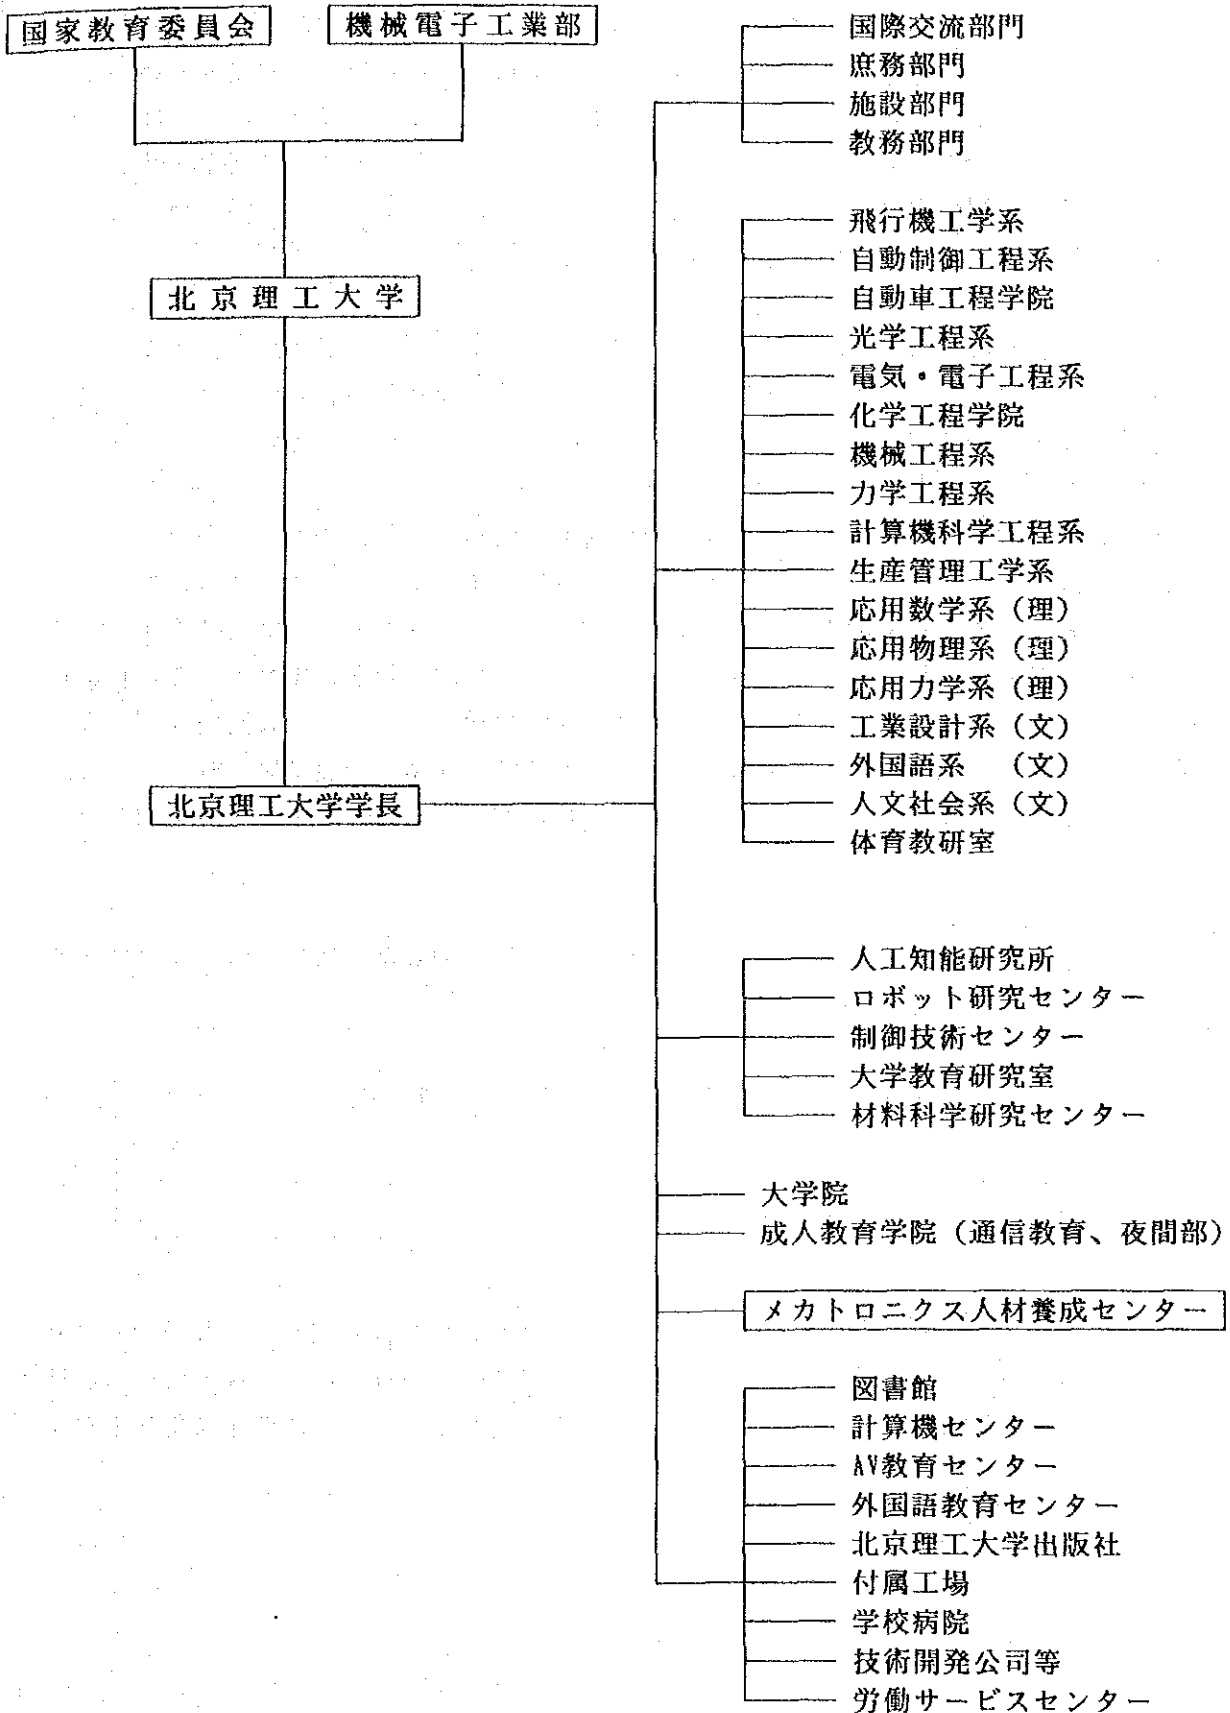 国家教育委員会
機械電子工業部
北京理工大学
北京理工大学学長
国際交流部門
庶務部門
施設部門
教務部門
飛行機工学系
自動制御工程系
自動車工程学院
光学工程系
電気・電子工程系
化学工程学院
機械工程系
力学工程系
計算機科学工程系
生産管理工学系
応用数学系(理)
応用物理系(理)
応用力学系(理)
工業設計系(文)
外国語系 (文)
人文社会系(文)
体育教研室
人工知能研究所
ロボット研究センター
制御技術センター
大学教育研究室
材料科学研究センター
大学院
成人教育学院(通信教育、夜間部)
メカトロニクス人材養成センター
図書館
計算機センター
AV教育センター
外国語教育センター
北京理工大学出版社
付属工場
学校病院
技術開発公司等
労働サービスセンター